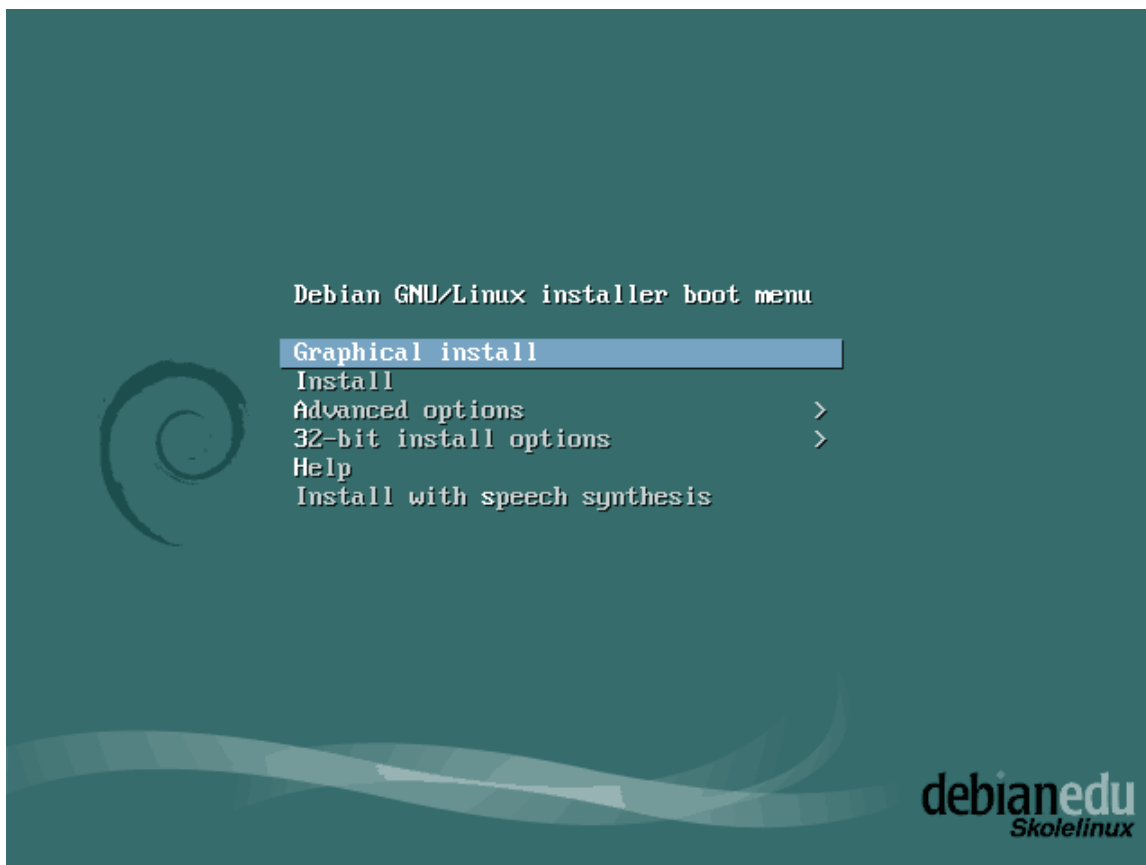 Debian GNU/Linux installer boot menu
Graphical install
Install
Advanced options >
32-bit install options >
Help
Install with speech synthesis
debianedu
Skolelinux